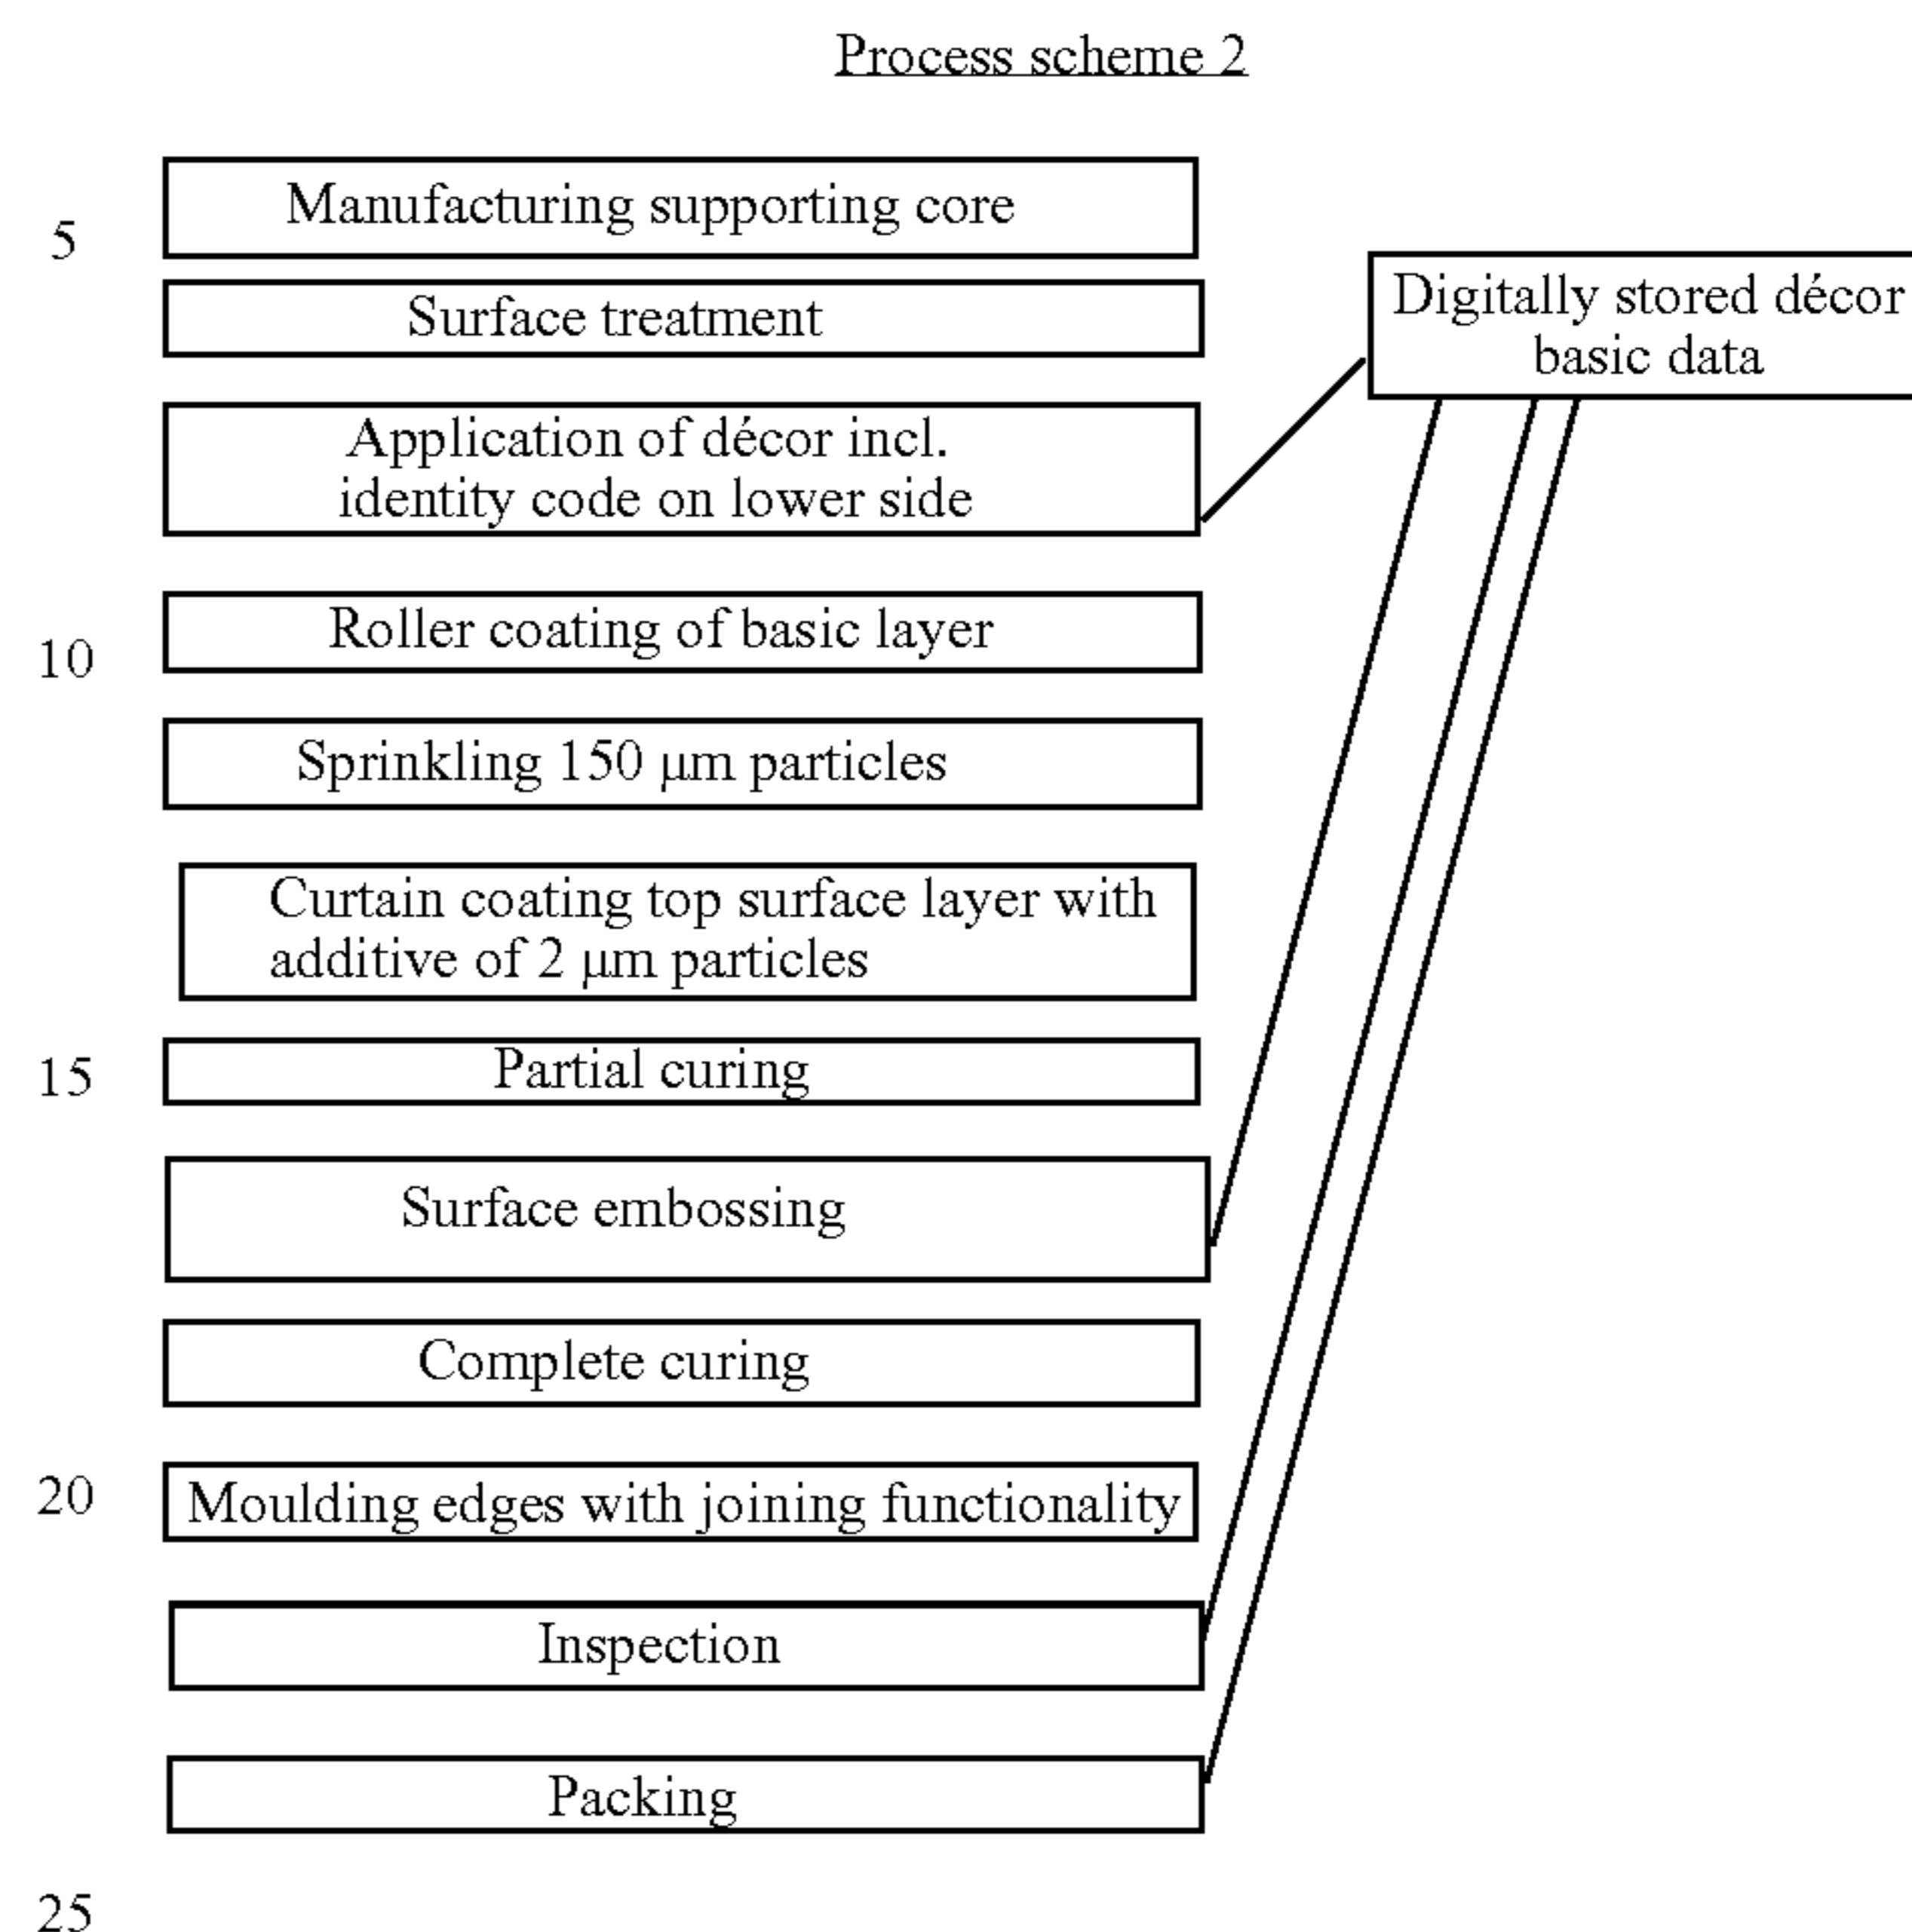 Process scheme 2
Manufacturing supporting core
5
Surface treatment
Digitally stored décor
basic data
Application of décor incl.
identity code on lower side
Roller coating of basic layer
10
Sprinkling 150 µm particles
Curtain coating top surface layer with
additive of 2 µm particles
15
Partial curing
Surface embossing
Complete curing
20
Moulding edges with joining functionality
Inspection
Packing
25